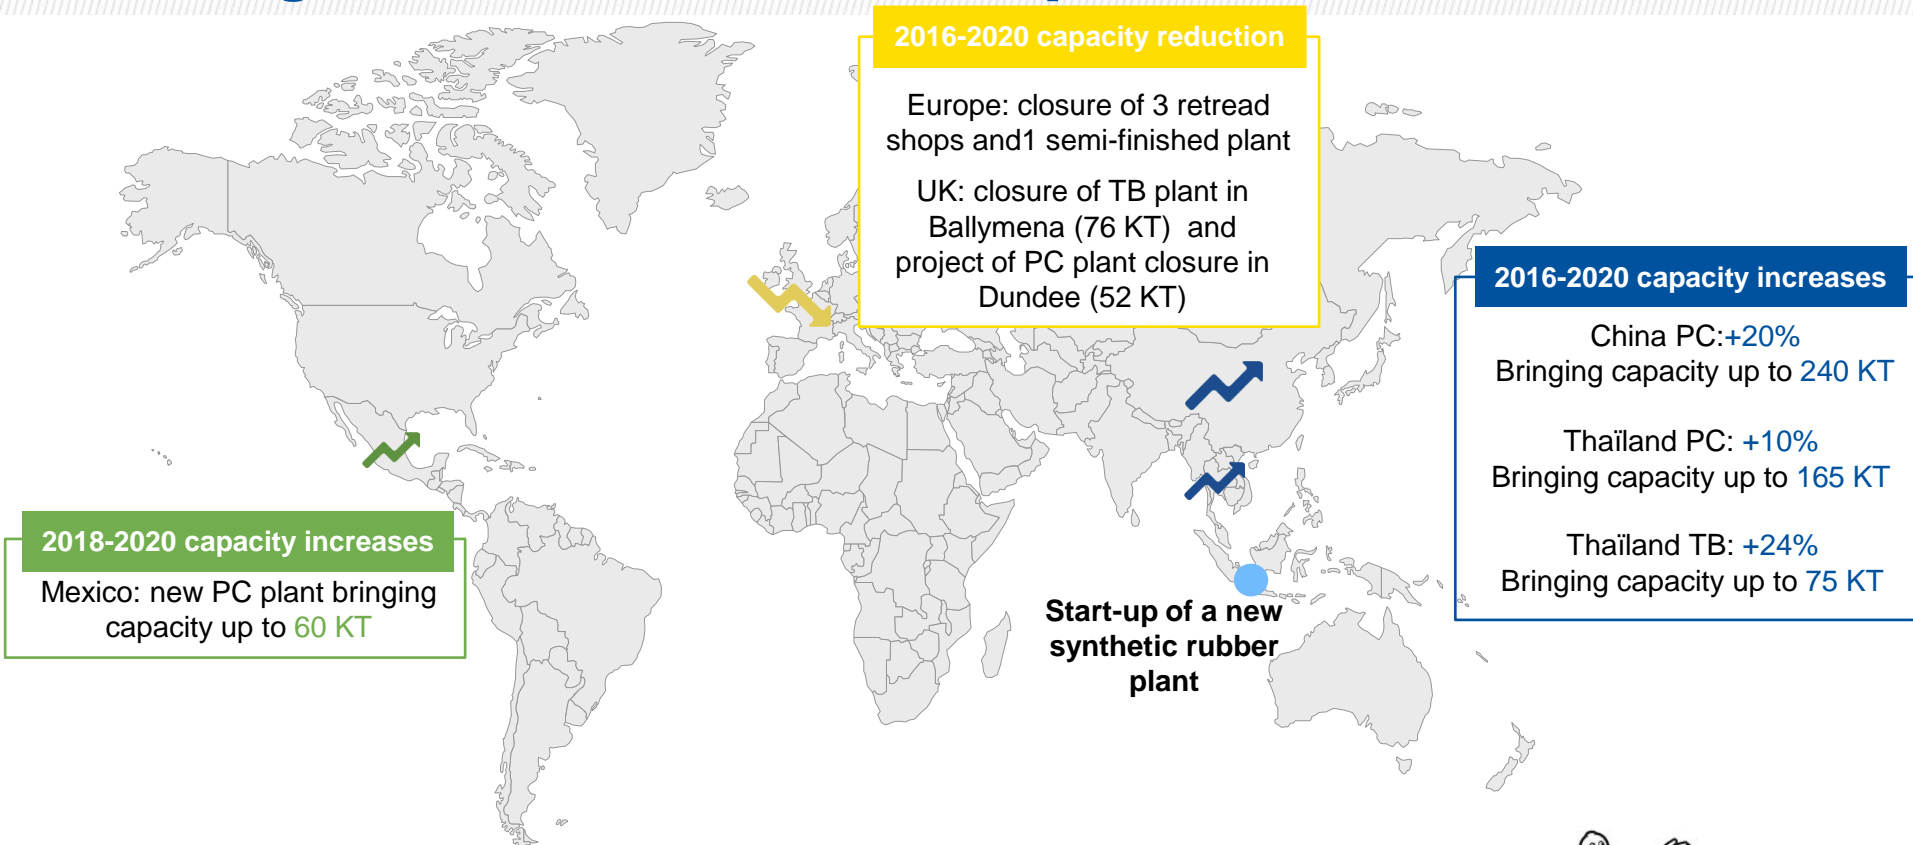 2016-2020 capacity reduction
Europe: closure of 3 retread
shops and1 semi-finished plant
UK: closure of TB plant in
Ballymena (76 KT) and
project of PC plant closure in
Dundee (52 KT)
2016-2020 capacity increases
China PC:+20%
Bringing capacity up to 240 KT
Thaïland PC: +10%
Bringing capacity up to 165 KT
Thaïland TB: +24%
Bringing capacity up to 75 KT
2018-2020 capacity increases
Mexico: new PC plant bringing
capacity up to 60 KT
Start-up of a new
synthetic rubber
plant